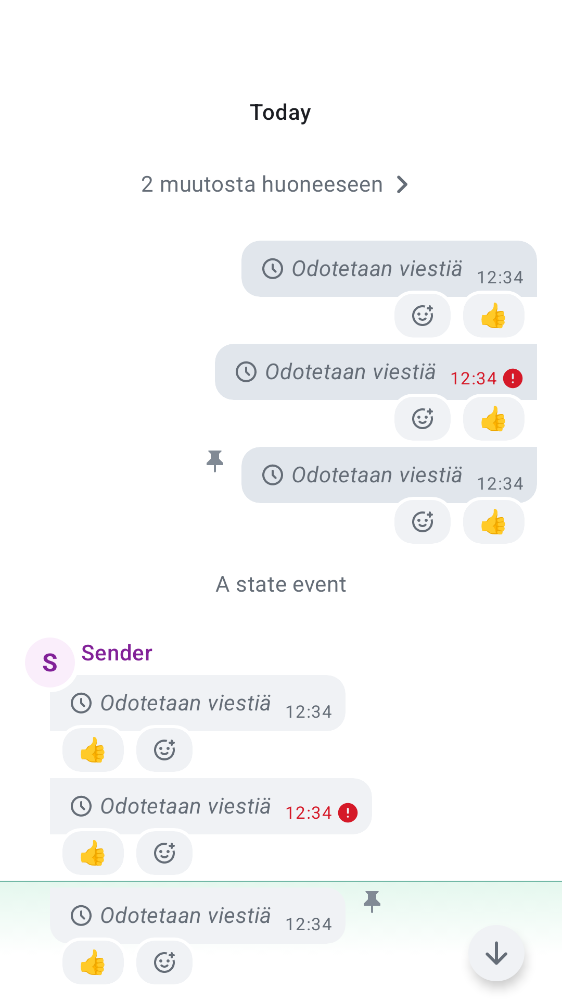 Today
2 muutosta huoneeseen
Odotetaan viestiä 12:34
👍
Odotetaan viestiä 12:34
👍
Odotetaan viestiä 12:34
👍
A state event
S Sender
Odotetaan viestiä 12:34
👍
Odotetaan viestiä 12:34
👍
Odotetaan viestiä 12:34
👍